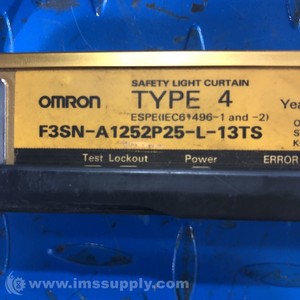 SAFETY LIGHT CURTAIN
OMRON TYPE 4 Yea
ESPE(IEC61496-1 and -2)
F3SN-A1252P25-L-13TS
Test Lockout Power ERROR
www.imssupply.com